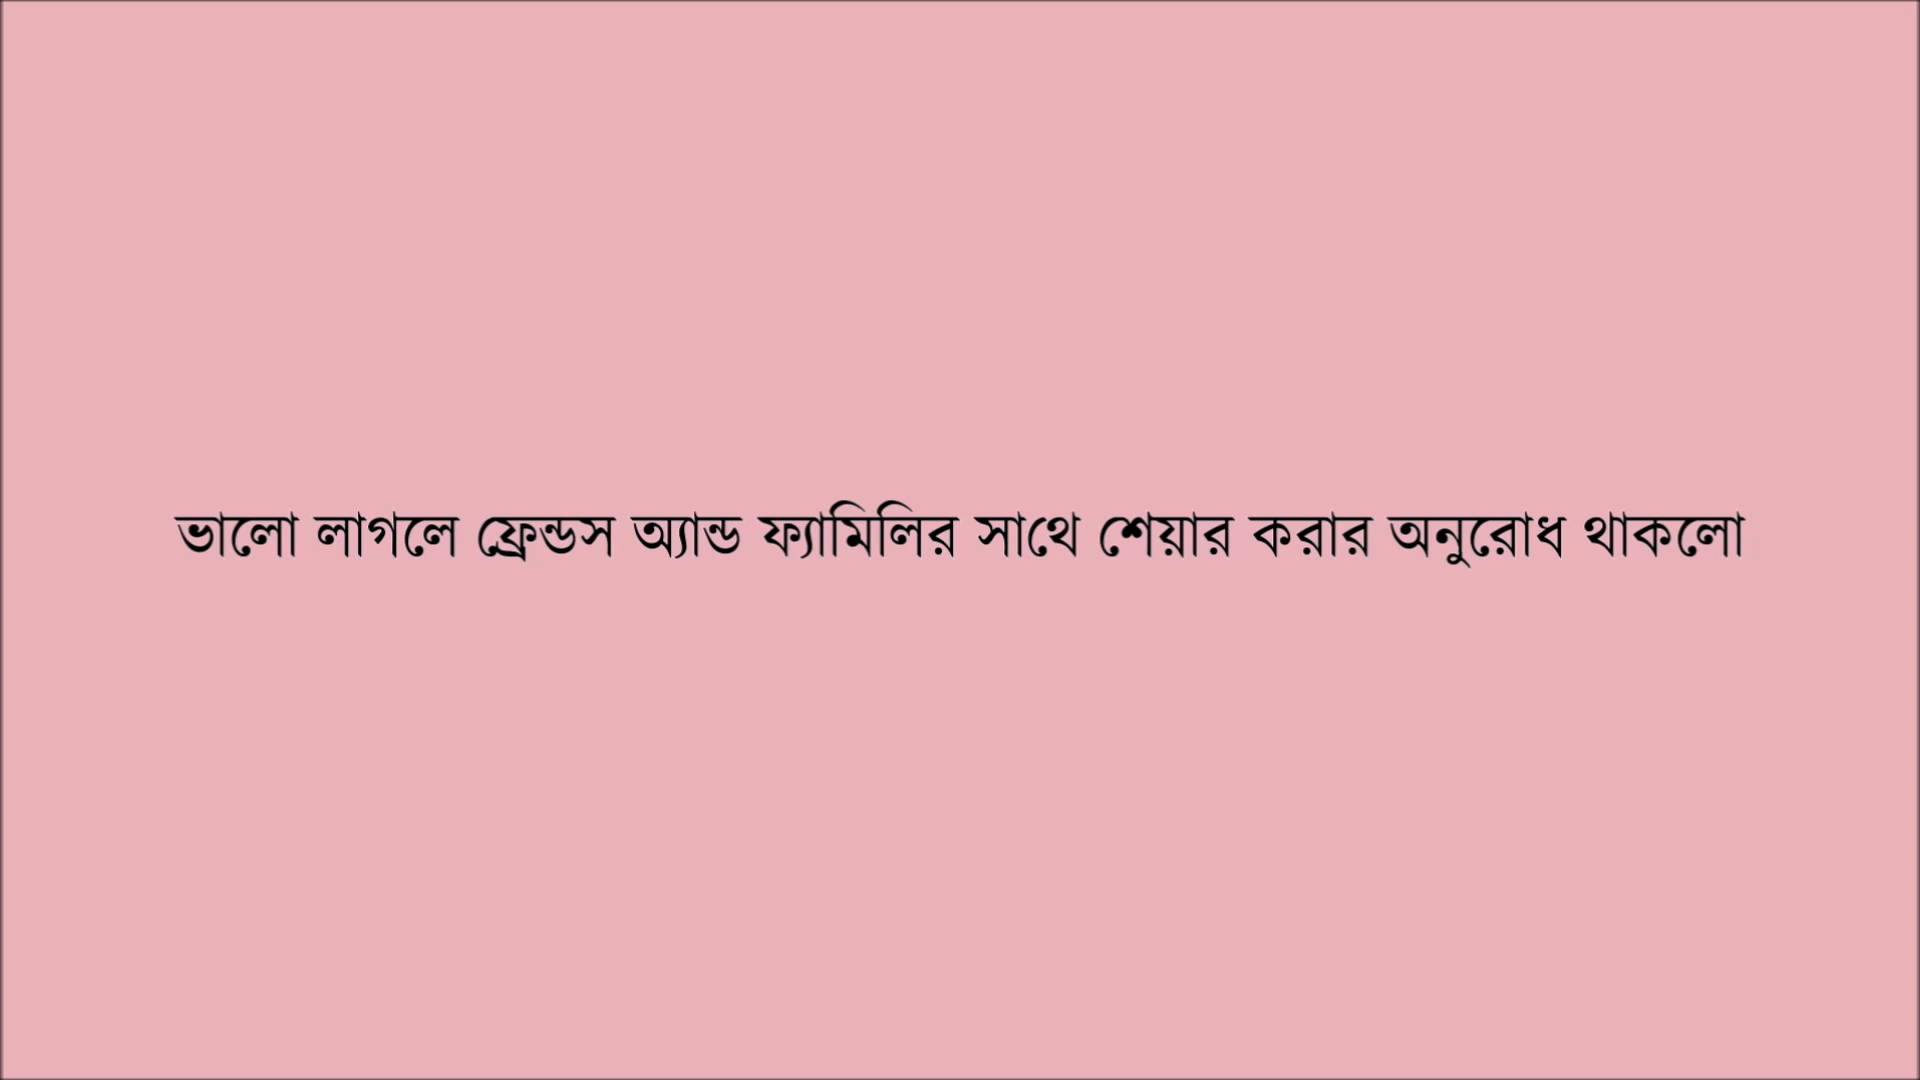 ভালো লাগলে ফ্রেন্ডস অ্যান্ড ফ্যামিলির সাথে শেয়ার করার অনুরোধ থাকলো